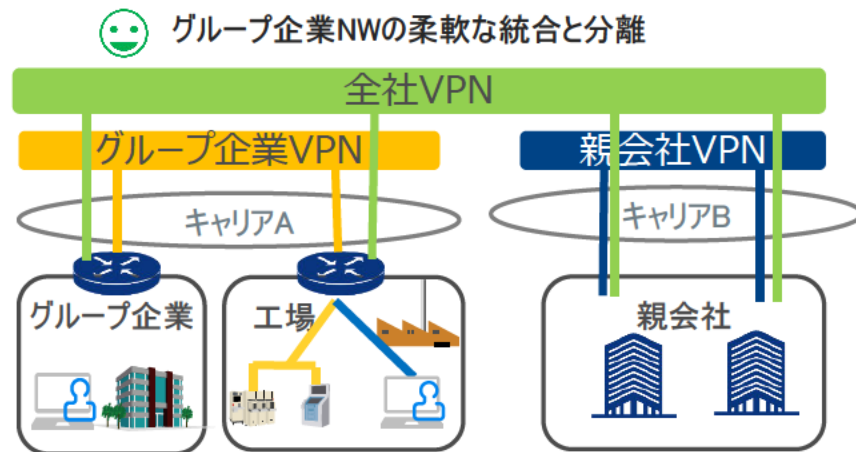 グループ企業NWの柔軟な統合と分離
全社VPN
グループ企業VPN
親会社VPN
キャリアA
キャリアB
グループ企業
工場
親会社